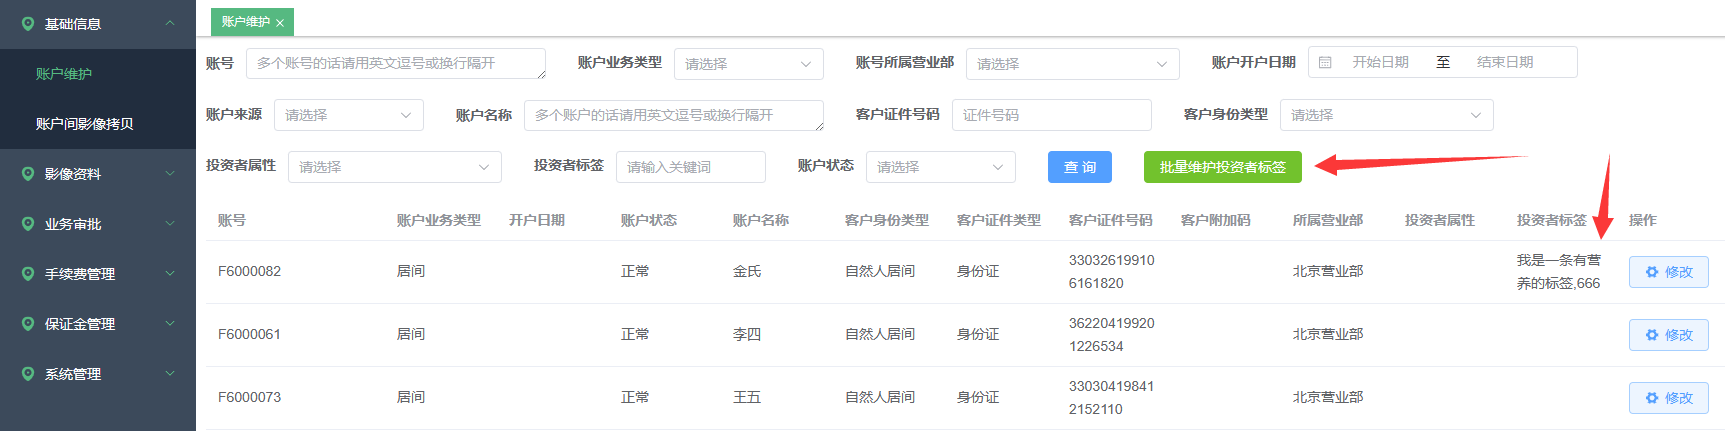 基础信息
账户维护
账户间影像拷贝
影像资料
业务审批
手续费管理
保证金管理
系统管理
账户维护 ×
账号 多个账号的话请用英文逗号或换行隔开 账户业务类型 请选择 账号所属营业部 请选择 账户开户日期 开始日期 至 结束日期
账户来源 请选择 账户名称 多个账户的话请用英文逗号或换行隔开 客户证件号码 证件号码 客户身份类型 请选择
投资者属性 请选择 投资者标签 请输入关键词 账户状态 请选择 查 询 批量维护投资者标签
账号 账户业务类型 开户日期 账户状态 账户名称 客户身份类型 客户证件类型 客户证件号码 客户附加码 所属营业部 投资者属性 投资者标签 操作
F6000082 居间 正常 金氏 自然人居间 身份证 33032619910 北京营业部 我是一条有营 修改
6161820 养的标签,666
F6000061 居间 正常 李四 自然人居间 身份证 36220419920 北京营业部 修改
1226534
F6000073 居间 正常 王五 自然人居间 身份证 33030419841 北京营业部 修改
2152110